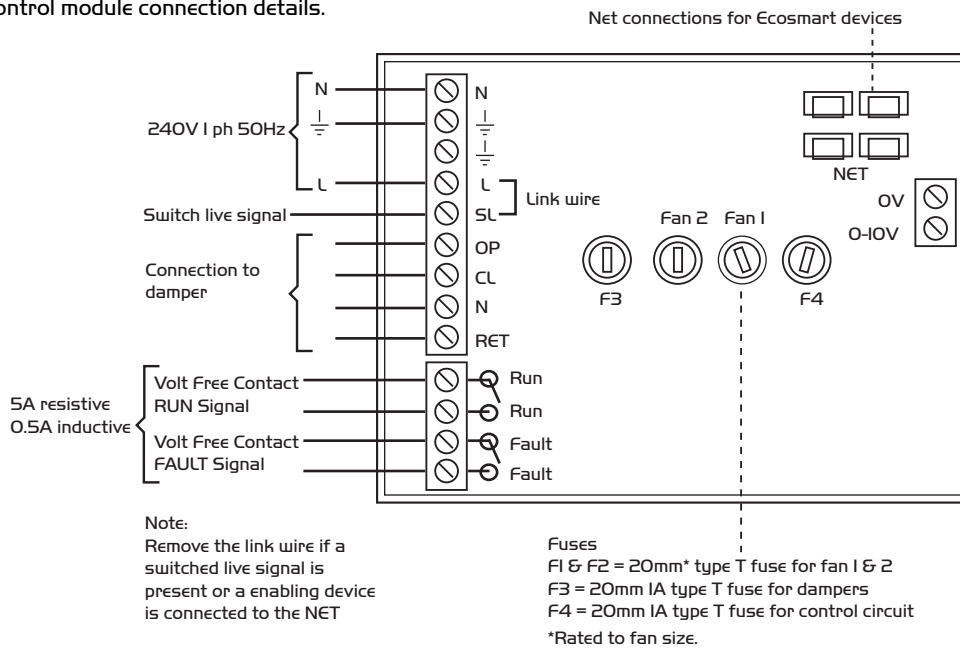 ontrol module connection details.
Net connections for Ecosmart devices
240V 1 ph 50Hz
N
L
Switch live signal
Connection to
damper
N
L
SL
Link wire
OP
CL
N
RET
5A resistive
0.5A inductive
Volt Free Contact
RUN Signal
Volt Free Contact
FAULT Signal
Run
Run
Fault
Fault
NET
0V
0-10V
Fan 2 Fan 1
F3
F4
Note:
Remove the link wire if a
switched live signal is
present or a enabling device
is connected to the NET
Fuses
F1 & F2 = 20mm* type T fuse for fan 1 & 2
F3 = 20mm 1A type T fuse for dampers
F4 = 20mm 1A type T fuse for control circuit
*Rated to fan size.